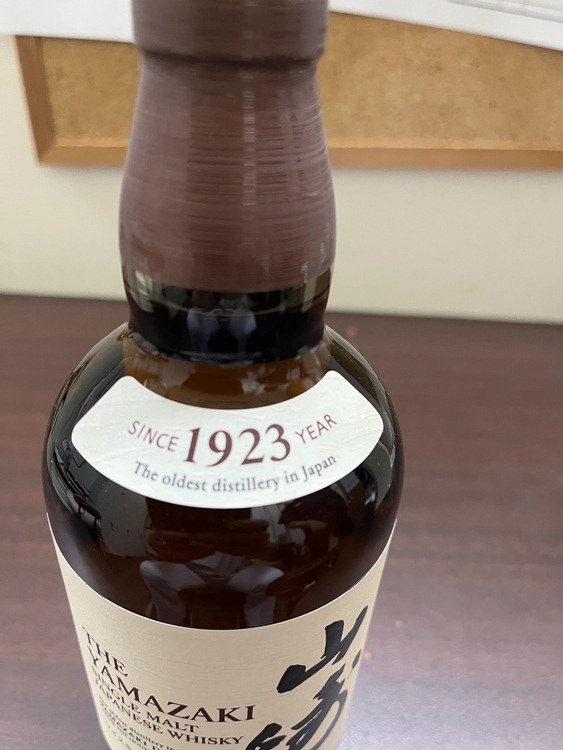 SINCE 1923 YEAR
The oldest distillery in Japan
THE
YAMAZAKI
SINGLE MALT
JAPANESE WHISKY
山崎